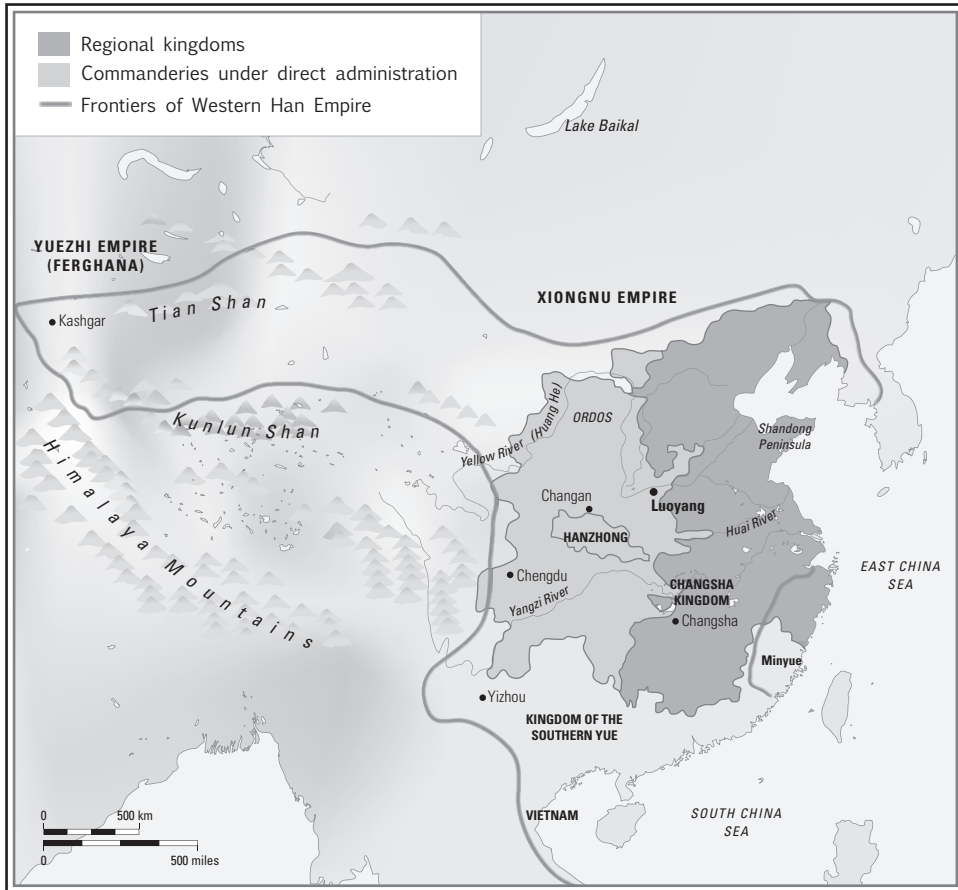 Regional kingdoms
Commanderies under direct administration
Frontiers of Western Han Empire
Lake Baikal
YUEZHI EMPIRE
(FERGHANA)
Tian Shan
Kashgar
XIONGNU EMPIRE
Kunlun Shan
Yellow River (Huang He)
ORDOS
Shandong
Peninsula
Himalaya Mountains
Changan
Luoyang
HANZHONG
Huai River
Chengdu
Yangzi River
CHANGSHA
KINGDOM
Changsha
EAST CHINA
SEA
Minyue
Yizhou
KINGDOM OF THE
SOUTHERN YUE
VIETNAM
SOUTH CHINA
SEA
0 500 km
0 500 miles